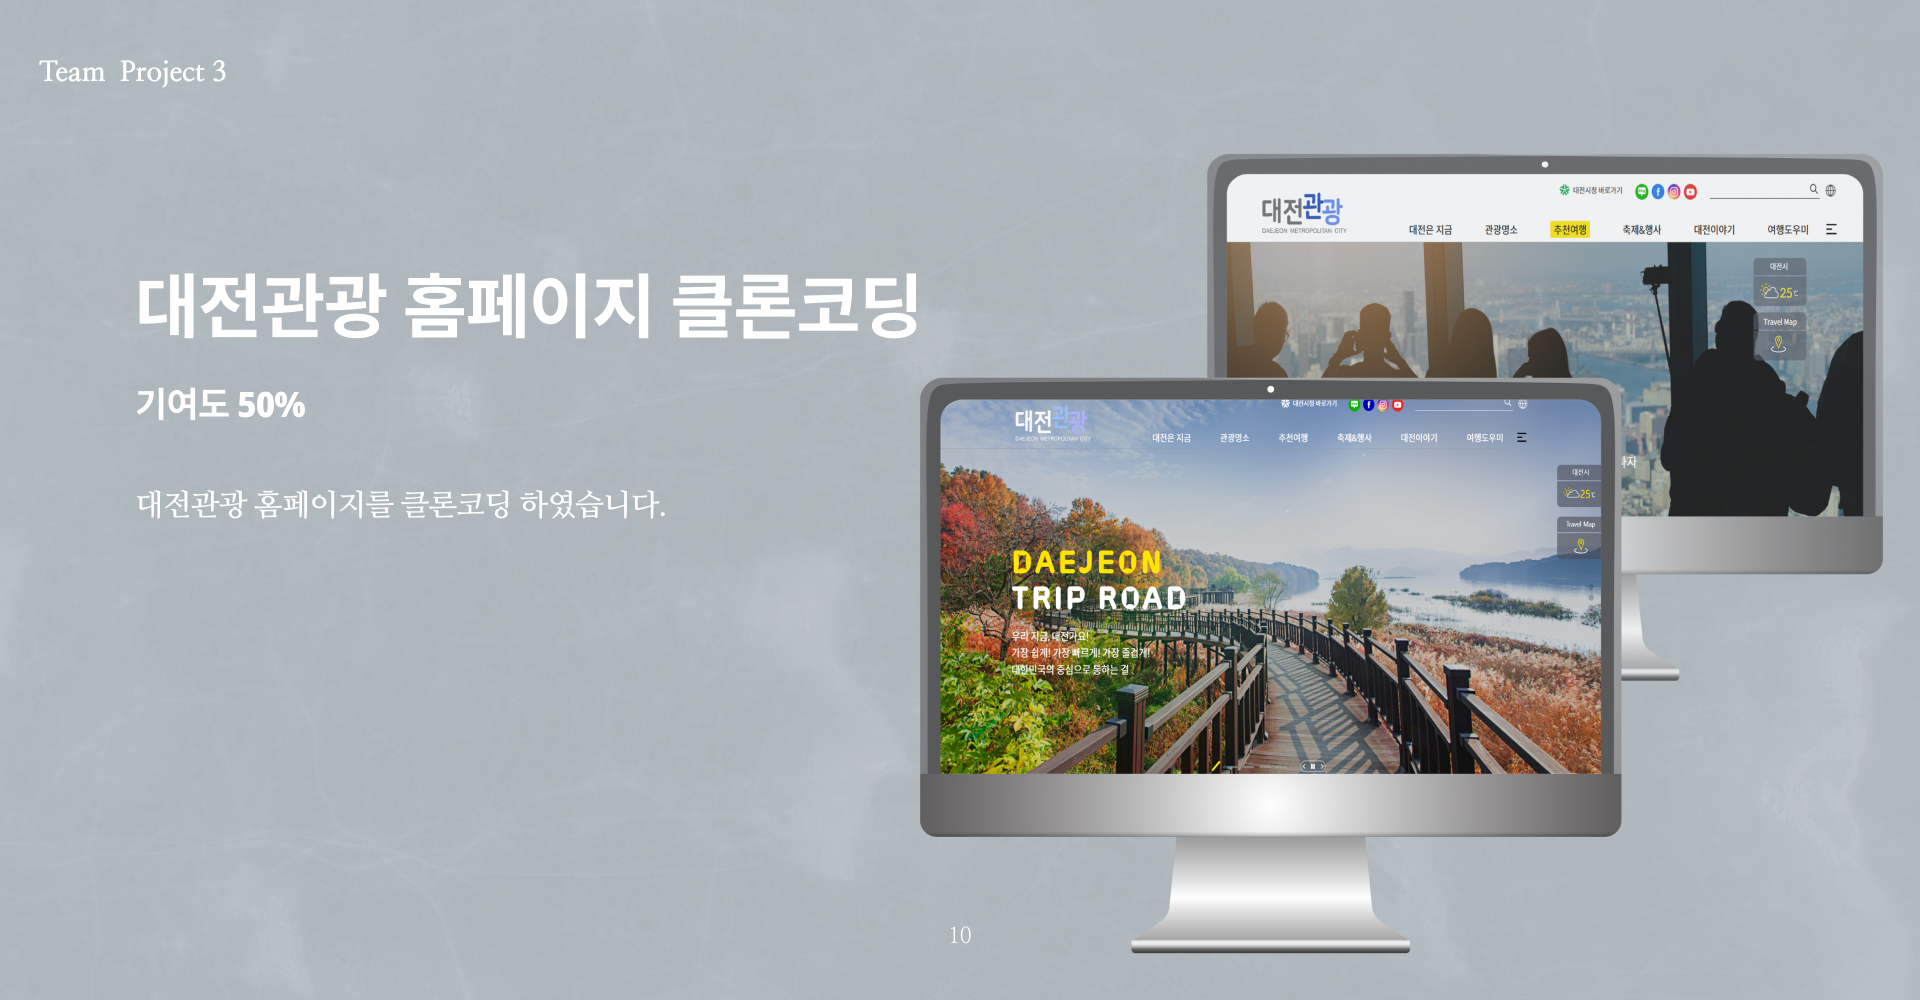 Team Project 3
대전관광 홈페이지 클론코딩
기여도 50%
대전관광 홈페이지를 클론코딩 하였습니다.
대전시청 바로가기
대전관광
DAEJEON METROPOLITAN CITY
대전은 지금 관광명소 추천여행 축제&행사 대전이야기 여행도우미
대전시
25℃
Travel Map
대전시청 바로가기
대전관광
DAEJEON METROPOLITAN CITY
대전은 지금 관광명소 추천여행 축제&행사 대전이야기 여행도우미
대전시
25℃
Travel Map
DAEJEON
TRIP ROAD
우리 지금, 대전가요!
가장 쉽게! 가장 빠르게! 가장 즐겁게!
대한민국의 중심으로 통하는 길
10